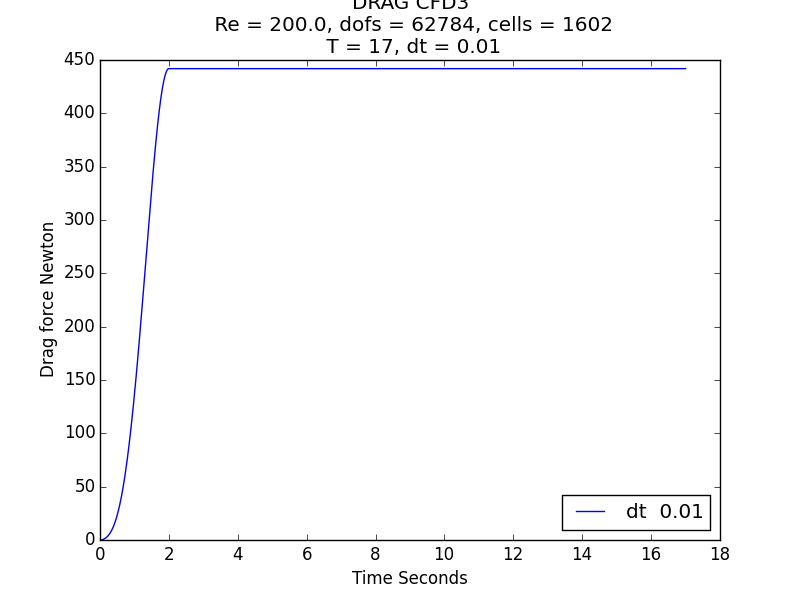 DRAG CFD3
Re = 200.0, dofs = 62784, cells = 1602
T = 17, dt = 0.01
450
400
350
300
250
200
150
100
50
0
Drag force Newton
dt 0.01
0 2 4 6 8 10 12 14 16 18
Time Seconds